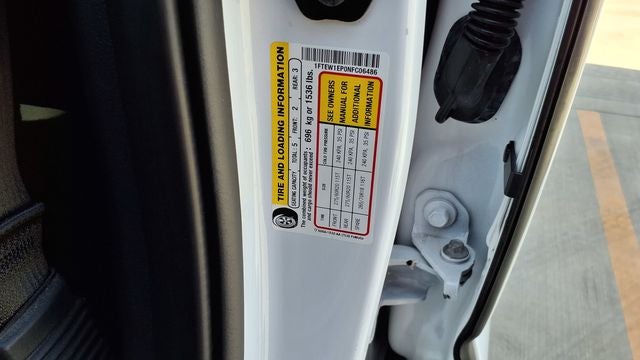 1FTEW1EP0NFC06486
TIRE AND LOADING INFORMATION
SEATING CAPACITY TOTAL: 5 FRONT: 2 REAR: 3
The combined weight of occupants and cargo should never exceed: 696 kg or 1536 lbs.
TIRE SIZE COLD TIRE PRESSURE
FRONT 240 KPA, 35 PSI
REAR 240 KPA, 35 PSI
SPARE 240 KPA, 35 PSI
SEE OWNERS
MANUAL FOR
ADDITIONAL
INFORMATION